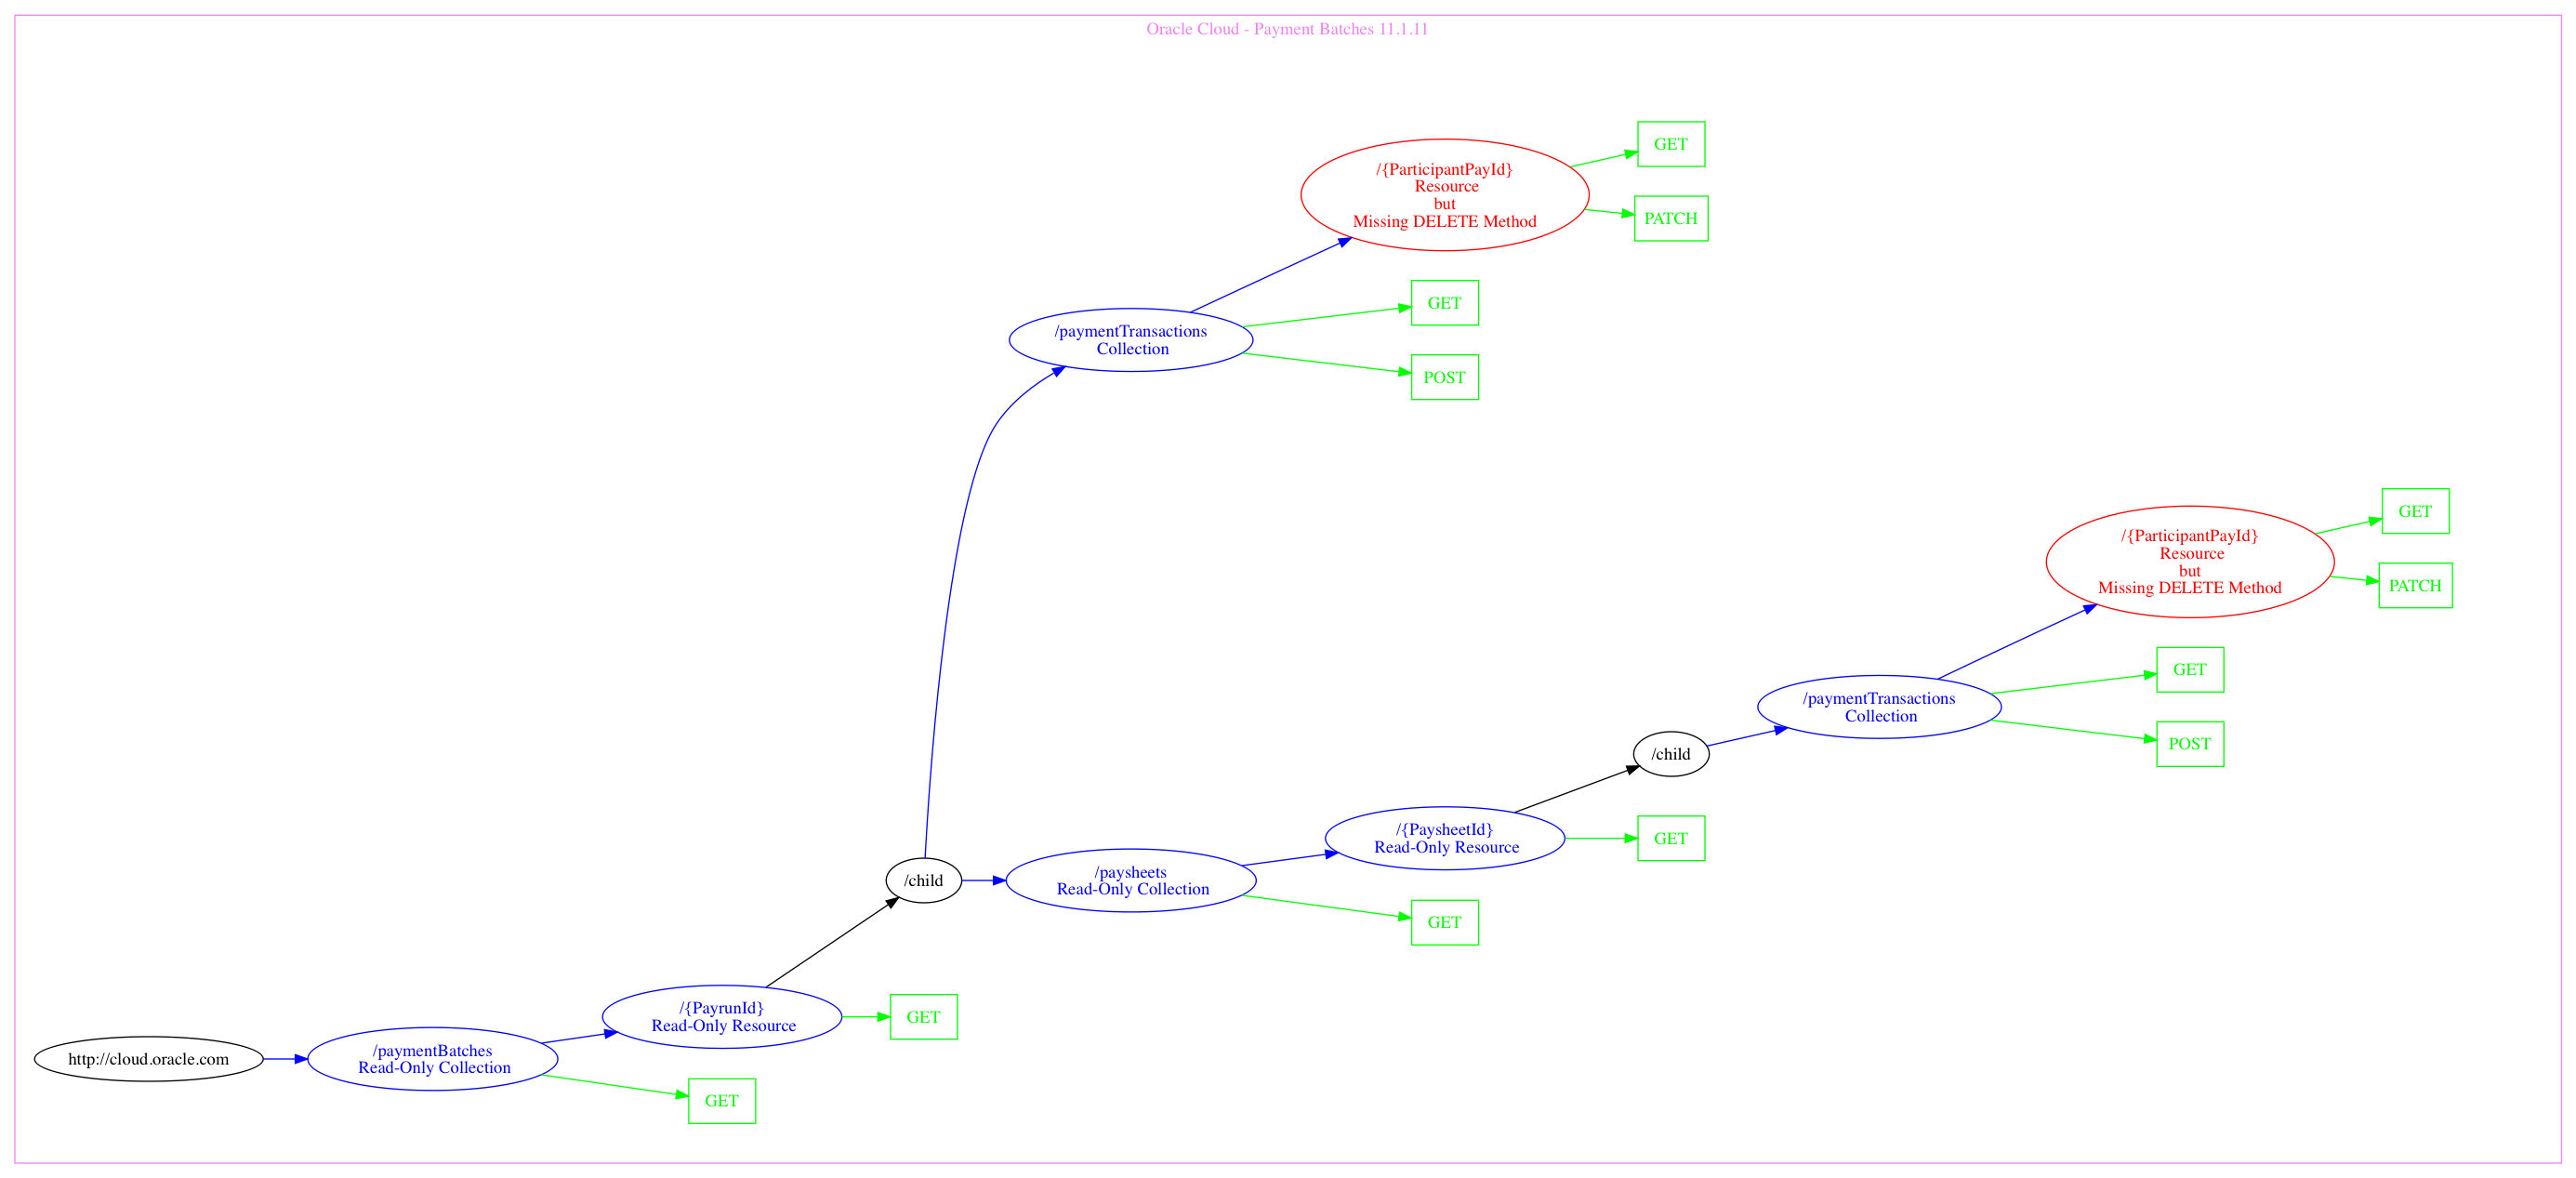 Oracle Cloud - Payment Batches 11.1.11
GET
/{ParticipantPayId}
Resource
but
Missing DELETE Method
PATCH
GET
/paymentTransactions
Collection
POST
GET
/{ParticipantPayId}
Resource
but
Missing DELETE Method
PATCH
GET
/paymentTransactions
Collection
POST
/child
/{PaysheetId}
Read-Only Resource
GET
/child
/paysheets
Read-Only Collection
GET
/{PayrunId}
Read-Only Resource
GET
http://cloud.oracle.com
/paymentBatches
Read-Only Collection
GET